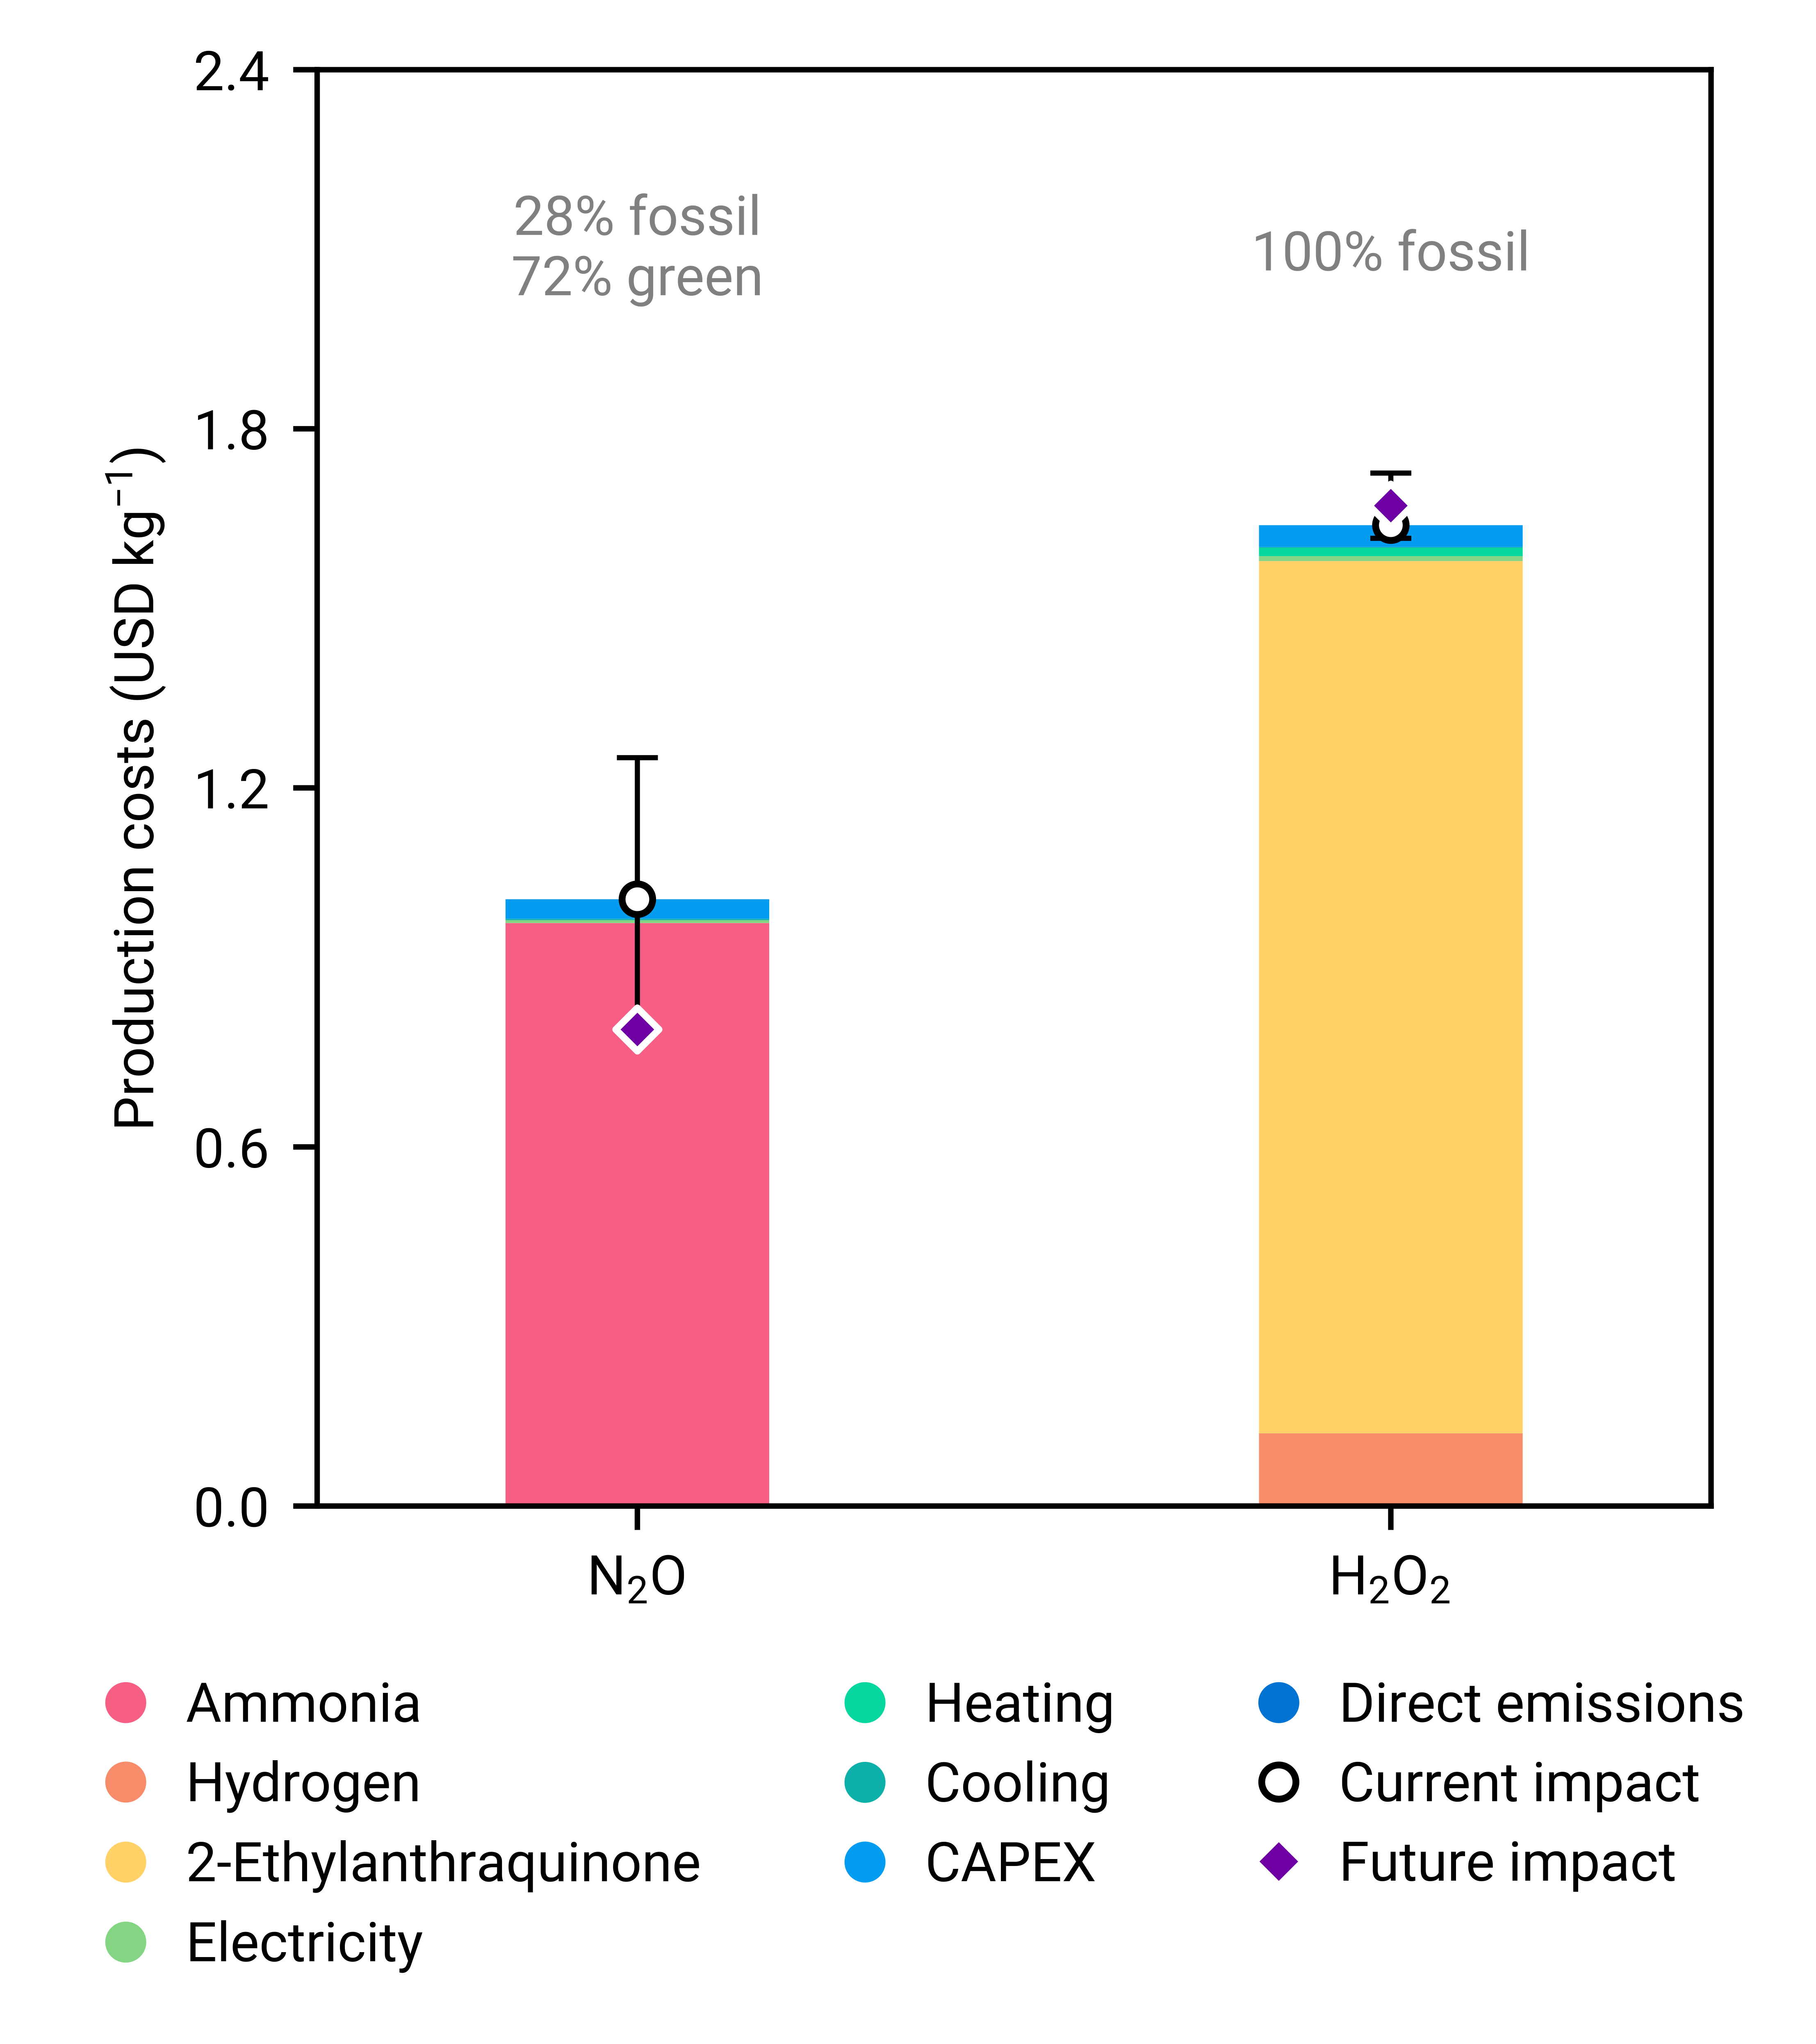 2.4
28% fossil
72% green
100% fossil
1.8
Production costs (USD kg⁻¹)
1.2
0.6
0.0
N₂O
H₂O₂
Ammonia
Heating
Direct emissions
Hydrogen
Cooling
Current impact
2-Ethylanthraquinone
CAPEX
Future impact
Electricity